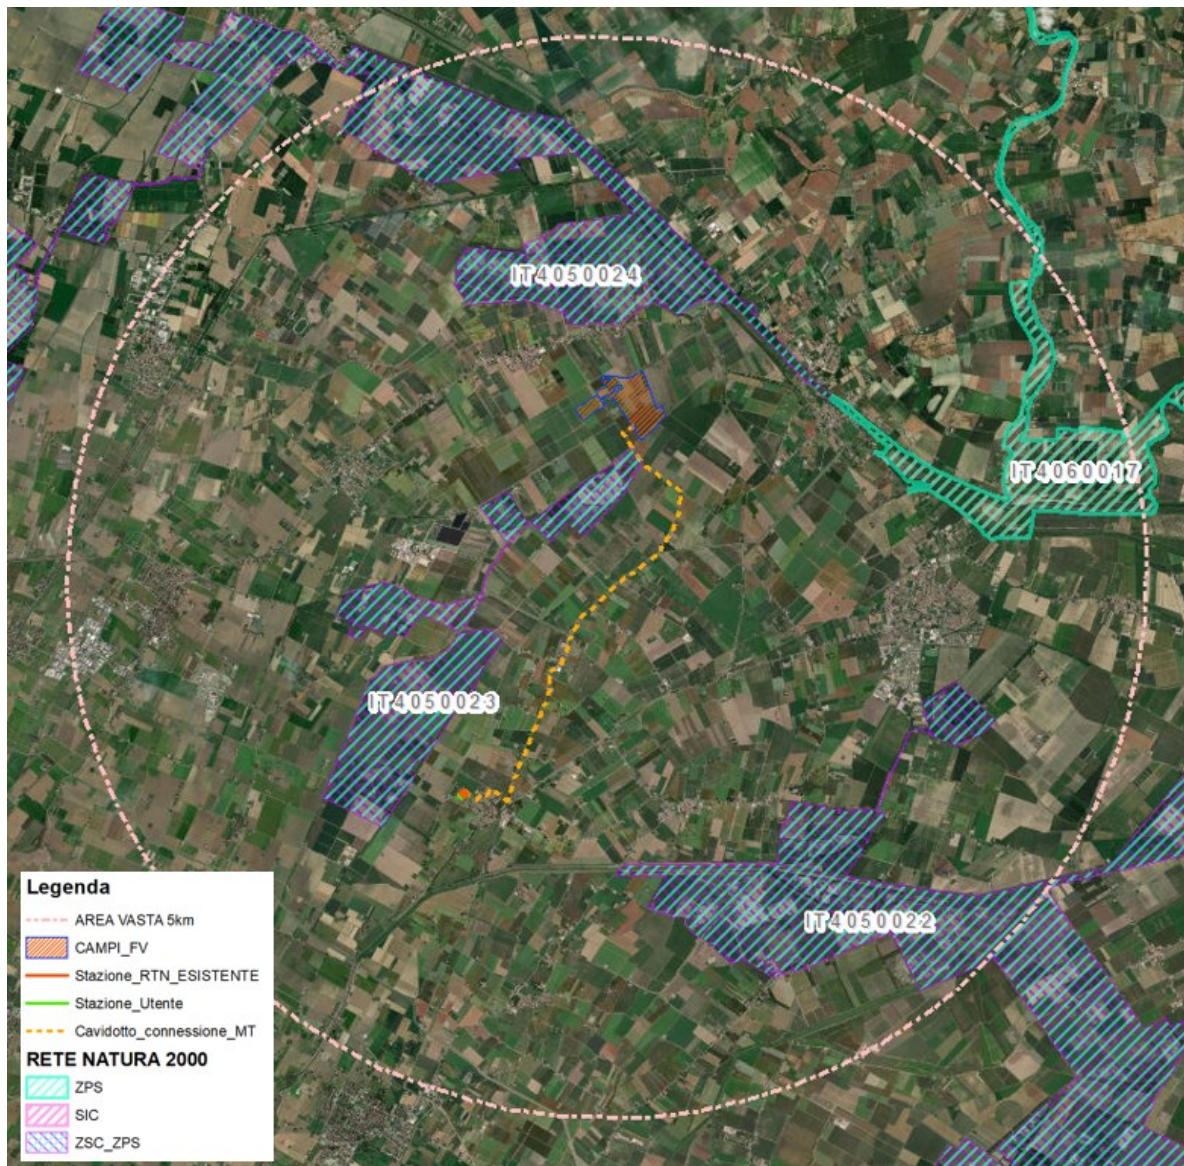 IT4050024
IT4060017
IT4050023
IT4050022
Legenda
AREA VASTA 5km
CAMPI_FV
Stazione_RTN_ESISTENTE
Stazione_Utente
Cavidotto_connessione_MT
RETE NATURA 2000
ZPS
SIC
ZSC_ZPS